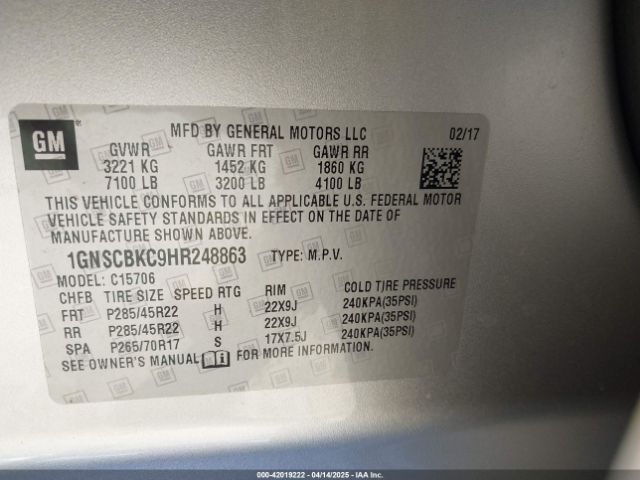 GM
MFD BY GENERAL MOTORS LLC 02/17
GVWR GAWR FRT GAWR RR
3221 KG 1452 KG 1860 KG
7100 LB 3200 LB 4100 LB
THIS VEHICLE CONFORMS TO ALL APPLICABLE U.S. FEDERAL MOTOR
VEHICLE SAFETY STANDARDS IN EFFECT ON THE DATE OF
MANUFACTURE SHOWN ABOVE.
1GNSCBKC9HR248863 TYPE: M.P.V.
MODEL: C15706
CHFB TIRE SIZE SPEED RTG RIM COLD TIRE PRESSURE
FRT P285/45R22 H 22X9J 240KPA(35PSI)
RR P285/45R22 H 22X9J 240KPA(35PSI)
SPA P265/70R17 S 17X7.5J 240KPA(35PSI)
SEE OWNER'S MANUAL FOR MORE INFORMATION.
000-42019222 - 04/14/2025 - IAA Inc.